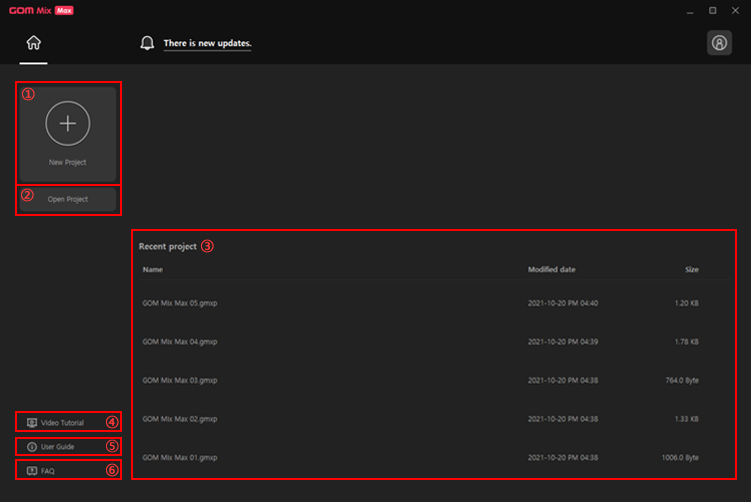 GOM Mix Max
There is new updates.
①
New Project
② Open Project
Recent project ③
Name Modified date Size
GOM Mix Max 05.gmxp 2021-10-20 PM 04:40 1.20 KB
GOM Mix Max 04.gmxp 2021-10-20 PM 04:39 1.78 KB
GOM Mix Max 03.gmxp 2021-10-20 PM 04:38 764.0 Byte
GOM Mix Max 02.gmxp 2021-10-20 PM 04:38 1.33 KB
GOM Mix Max 01.gmxp 2021-10-20 PM 04:38 1006.0 Byte
Video Tutorial ④
User Guide ⑤
FAQ ⑥